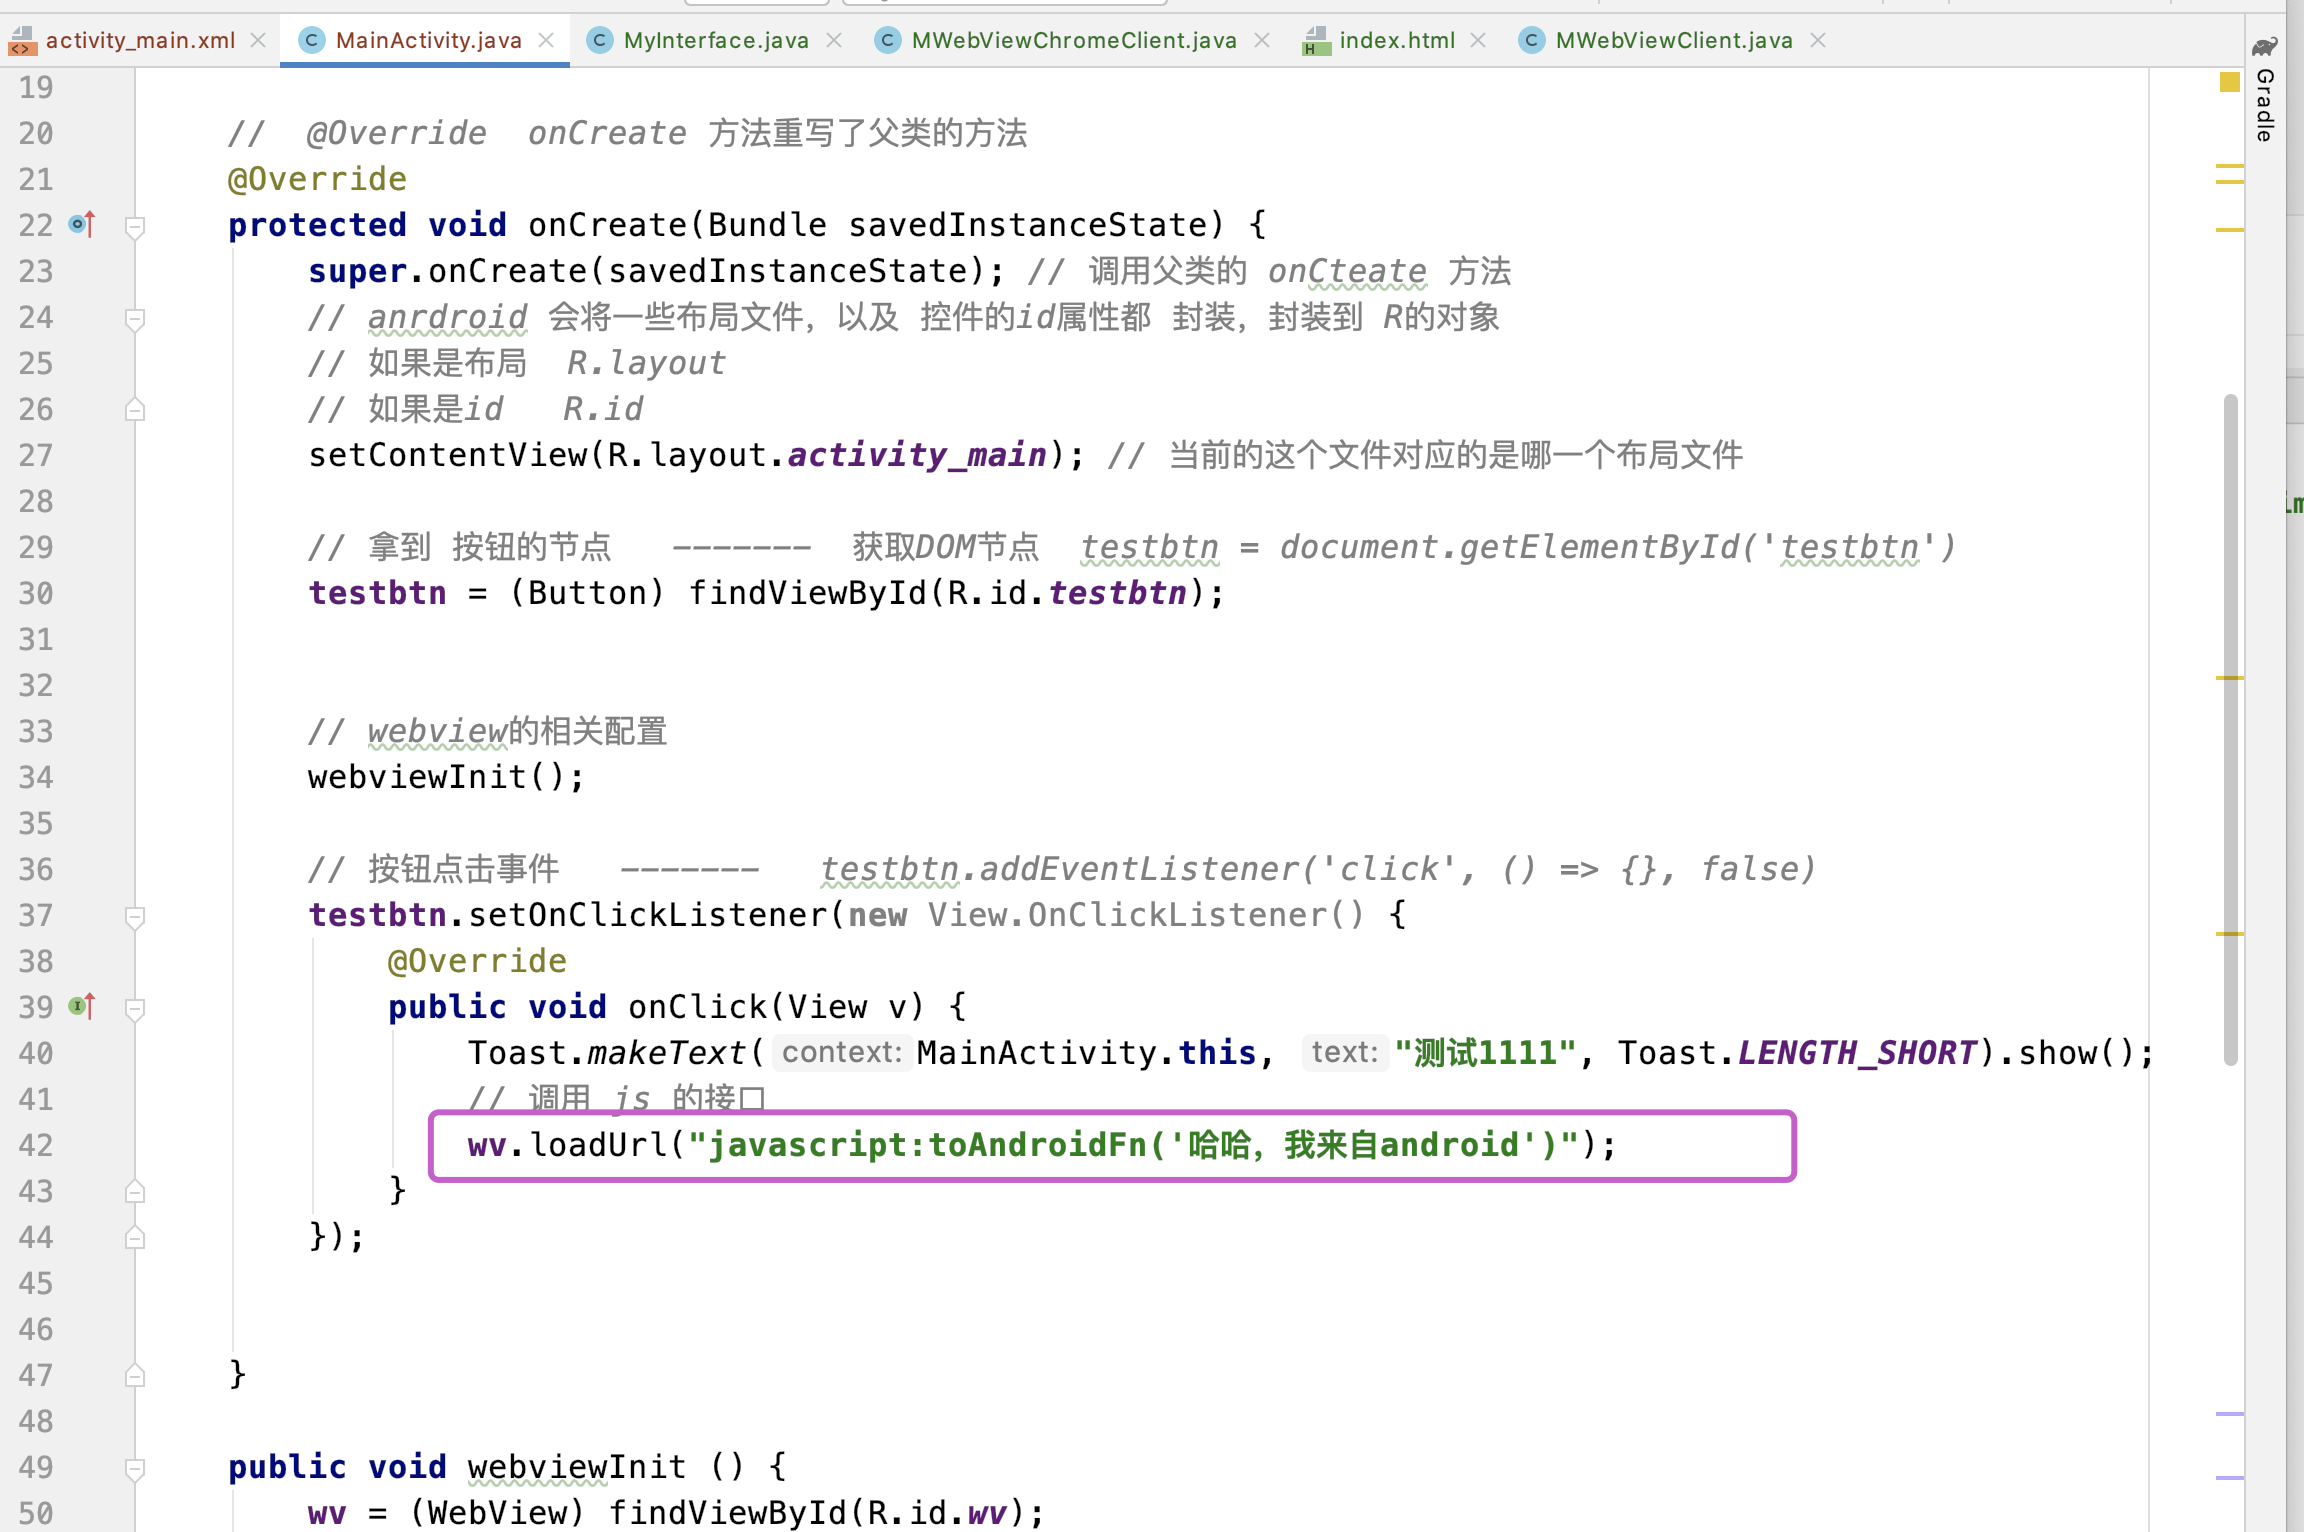 activity_main.xml MainActivity.java MyInterface.java MWebViewChromeClient.java index.html MWebViewClient.java
Gradle
19
20 // @Override onCreate 方法重写了父类的方法
21 @Override
22 protected void onCreate(Bundle savedInstanceState) {
23 super.onCreate(savedInstanceState); // 调用父类的 onCteate 方法
24 // anrdroid 会将一些布局文件，以及 控件的id属性都 封装，封装到 R的对象
25 // 如果是布局 R.layout
26 // 如果是id R.id
27 setContentView(R.layout.activity_main); // 当前的这个文件对应的是哪一个布局文件
28
29 // 拿到 按钮的节点 ------- 获取DOM节点 testbtn = document.getElementById('testbtn')
30 testbtn = (Button) findViewById(R.id.testbtn);
31
32
33 // webview的相关配置
34 webviewInit();
35
36 // 按钮点击事件 ------- testbtn.addEventListener('click', () => {}, false)
37 testbtn.setOnClickListener(new View.OnClickListener() {
38 @Override
39 public void onClick(View v) {
40 Toast.makeText( context: MainActivity.this, text: "测试1111", Toast.LENGTH_SHORT).show();
41 // 调用 js 的接口
42 wv.loadUrl("javascript:toAndroidFn('哈哈，我来自android')");
43 }
44 });
45
46
47 }
48
49 public void webviewInit () {
50 wv = (WebView) findViewById(R.id.wv);